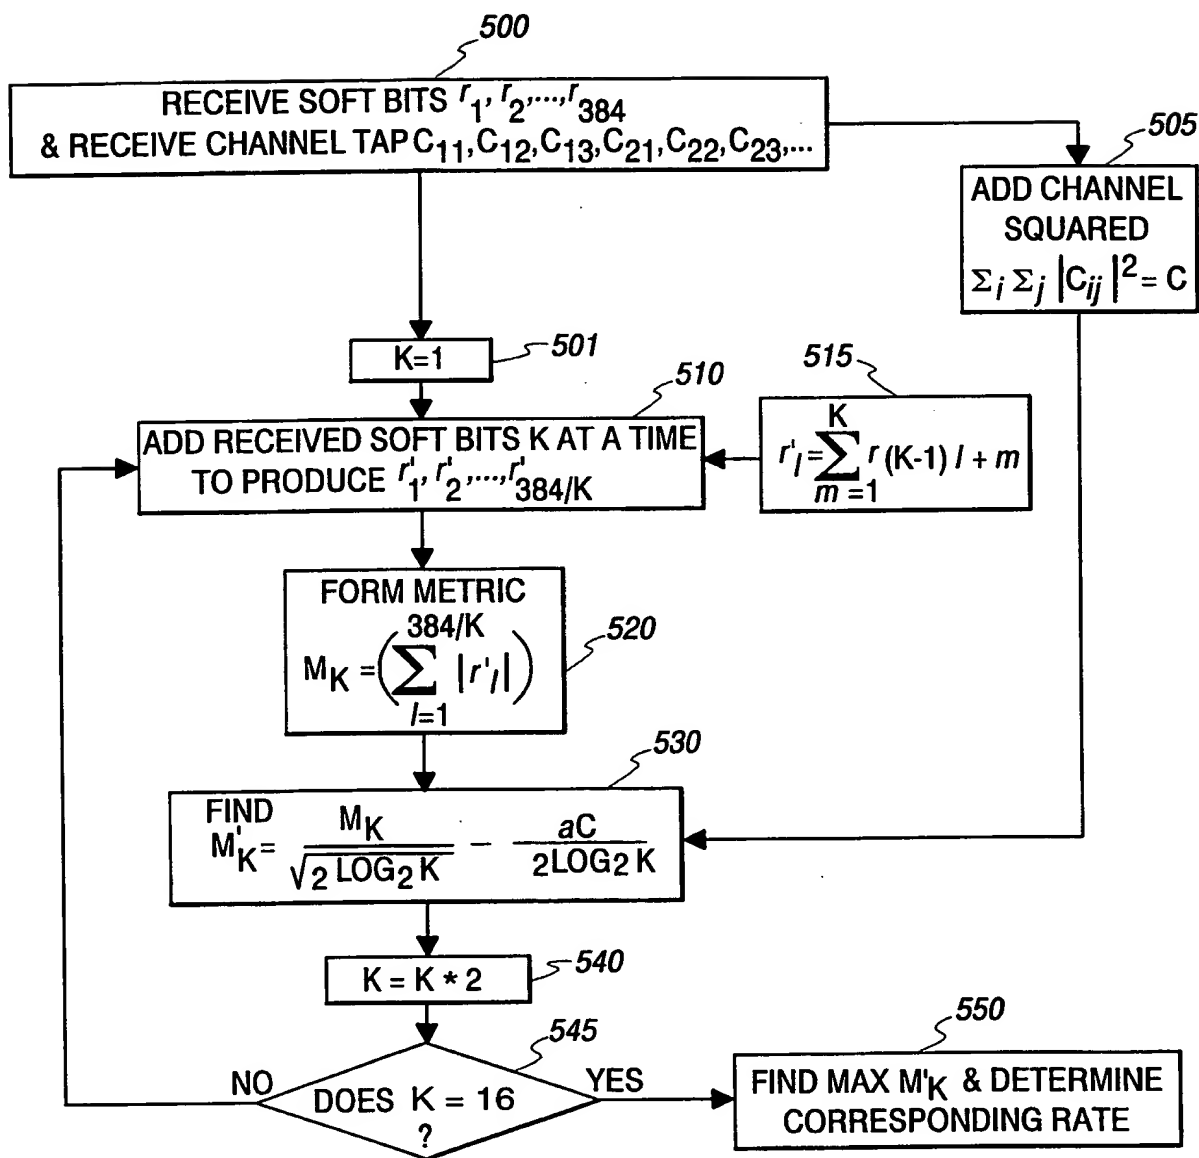 500
RECEIVE SOFT BITS r1, r2,...,r384
& RECEIVE CHANNEL TAP C11,C12,C13,C21,C22,C23,...
505
ADD CHANNEL
SQUARED
Σi Σj |Cij|² = C
K=1
501
510
ADD RECEIVED SOFT BITS K AT A TIME
TO PRODUCE r'1, r'2,...,r'384/K
515
K
r'l = ∑ r (K-1) l + m
m = 1
FORM METRIC
384/K
MK = ( ∑ |r'l| )
l=1
520
530
FIND
M'K = MK / √(2 LOG2 K) − aC / 2LOG2 K
K = K * 2
540
545
DOES K = 16
?
NO
YES
550
FIND MAX M'K & DETERMINE
CORRESPONDING RATE